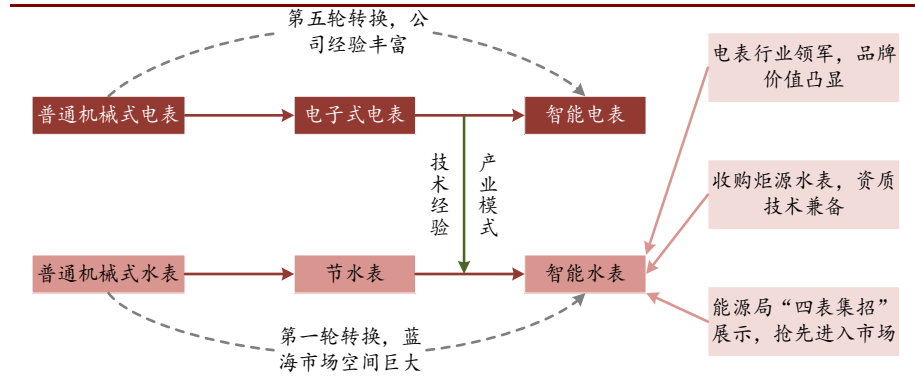 第五轮转换，公
司经验丰富
电表行业领军，品牌
价值凸显
普通机械式电表
电子式电表
智能电表
技术经验
产业模式
收购炬源水表，资质
技术兼备
普通机械式水表
节水表
智能水表
能源局“四表集招”
展示，抢先进入市场
第一轮转换，蓝
海市场空间巨大